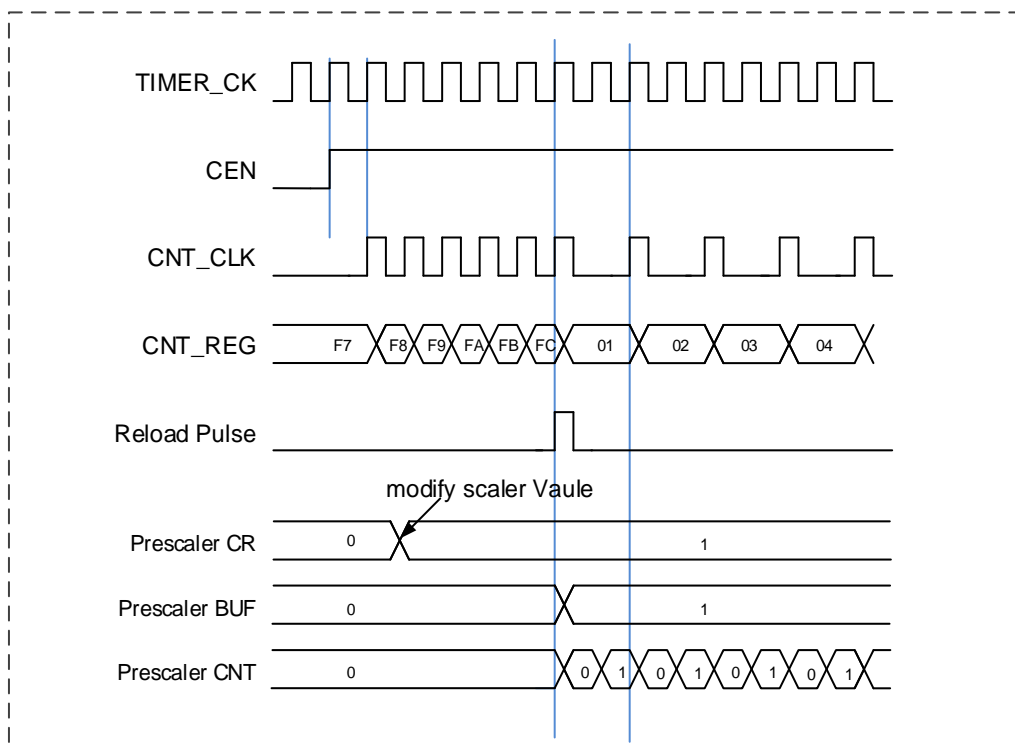 TIMER_CK
CEN
CNT_CLK
CNT_REG F7 F8 F9 FA FB FC 01 02 03 04
Reload Pulse
modify scaler Vaule
Prescaler CR 0 1
Prescaler BUF 0 1
Prescaler CNT 0 0 1 0 1 0 1 0 1